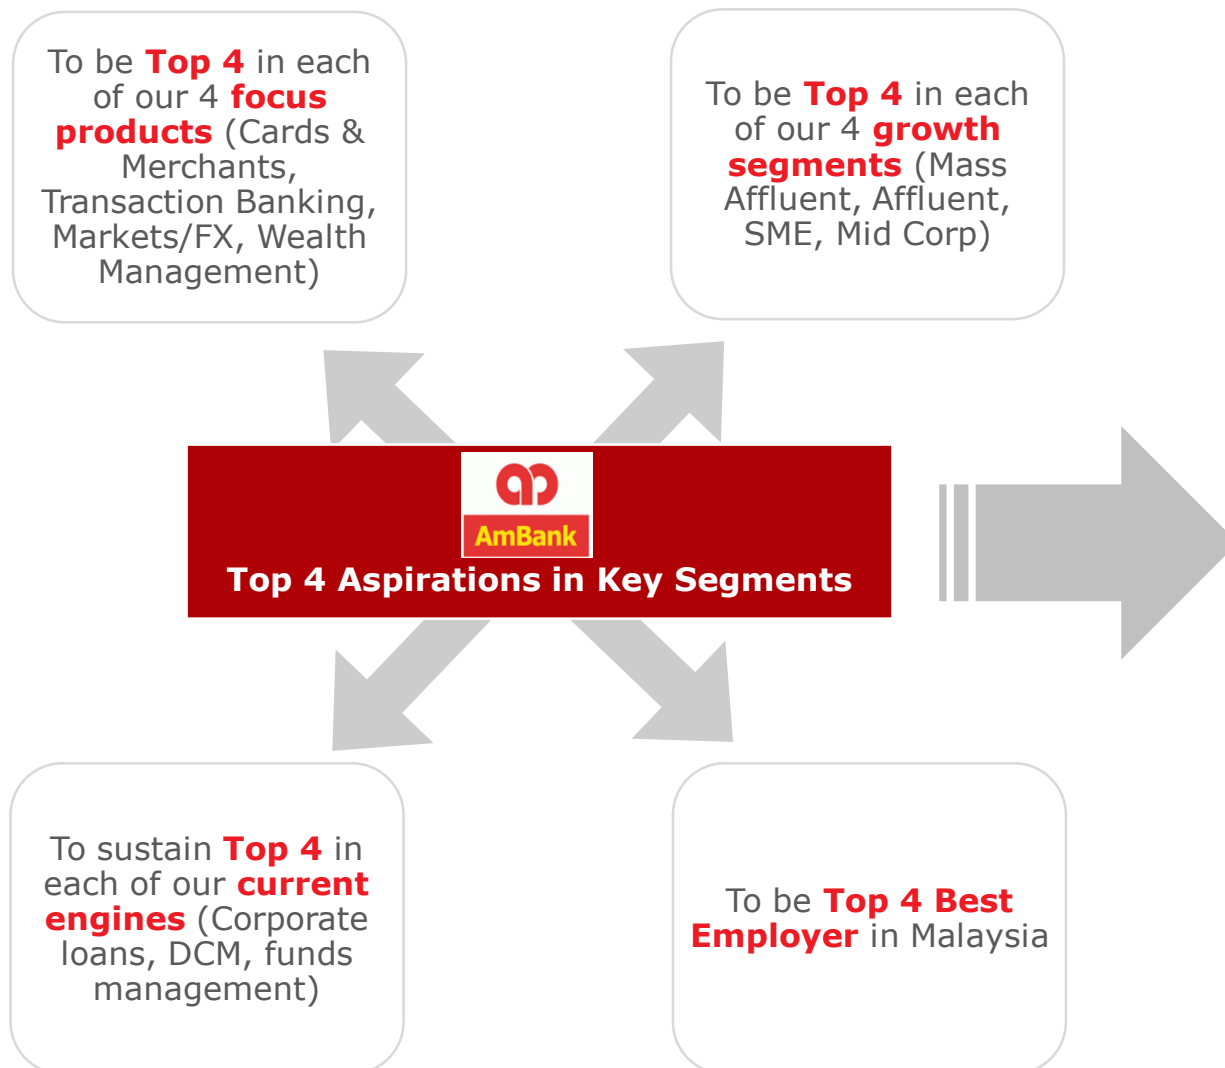 To be Top 4 in each
of our 4 focus
products (Cards &
Merchants,
Transaction Banking,
Markets/FX, Wealth
Management)
To be Top 4 in each
of our 4 growth
segments (Mass
Affluent, Affluent,
SME, Mid Corp)
AmBank
Top 4 Aspirations in Key Segments
To sustain Top 4 in
each of our current
engines (Corporate
loans, DCM, funds
management)
To be Top 4 Best
Employer in Malaysia